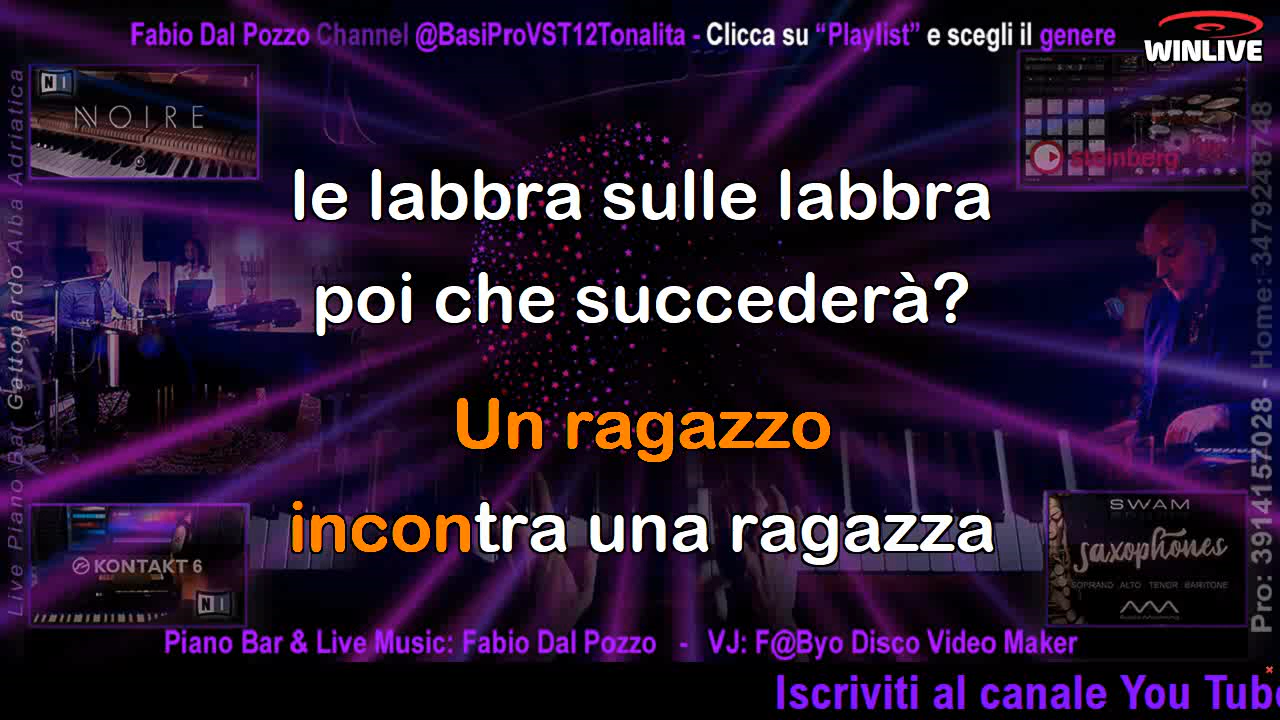 Fabio Dal Pozzo Channel @BasiProVST12Tonalita - Clicca su “Playlist” e scegli il genere
WINLIVE
NI
NOIRE
steinberg
Live Piano Bar Gattopardo Alba Adriatica
le labbra sulle labbra
poi che succederà?
Un ragazzo
incontra una ragazza
Pro: 3914157028 - Home: 3479248748
KONTAKT 6
NI
SWAM
saxophones
SOPRANO ALTO TENOR BARITONE
Piano Bar & Live Music: Fabio Dal Pozzo - VJ: F@Byo Disco Video Maker
Iscriviti al canale You Tube